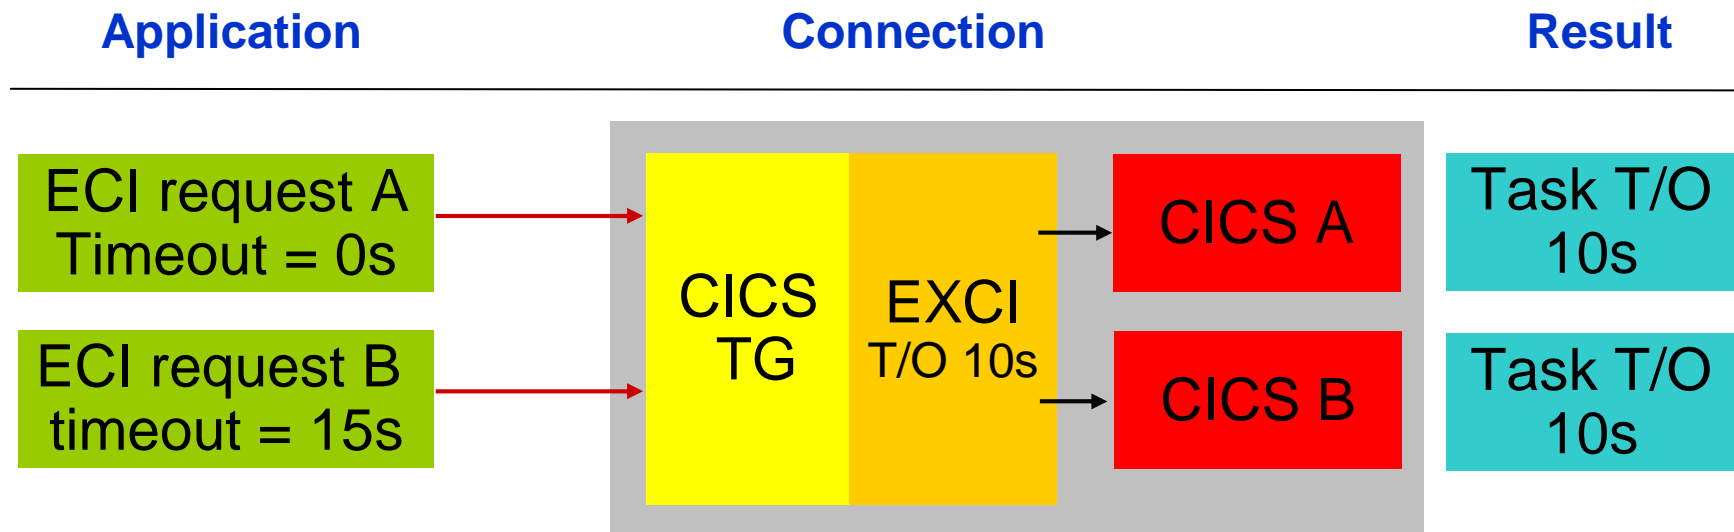 Application
Connection
Result
ECI request A
Timeout = 0s
ECI request B
timeout = 15s
CICS
TG
EXCI
T/O 10s
CICS A
CICS B
Task T/O
10s
Task T/O
10s